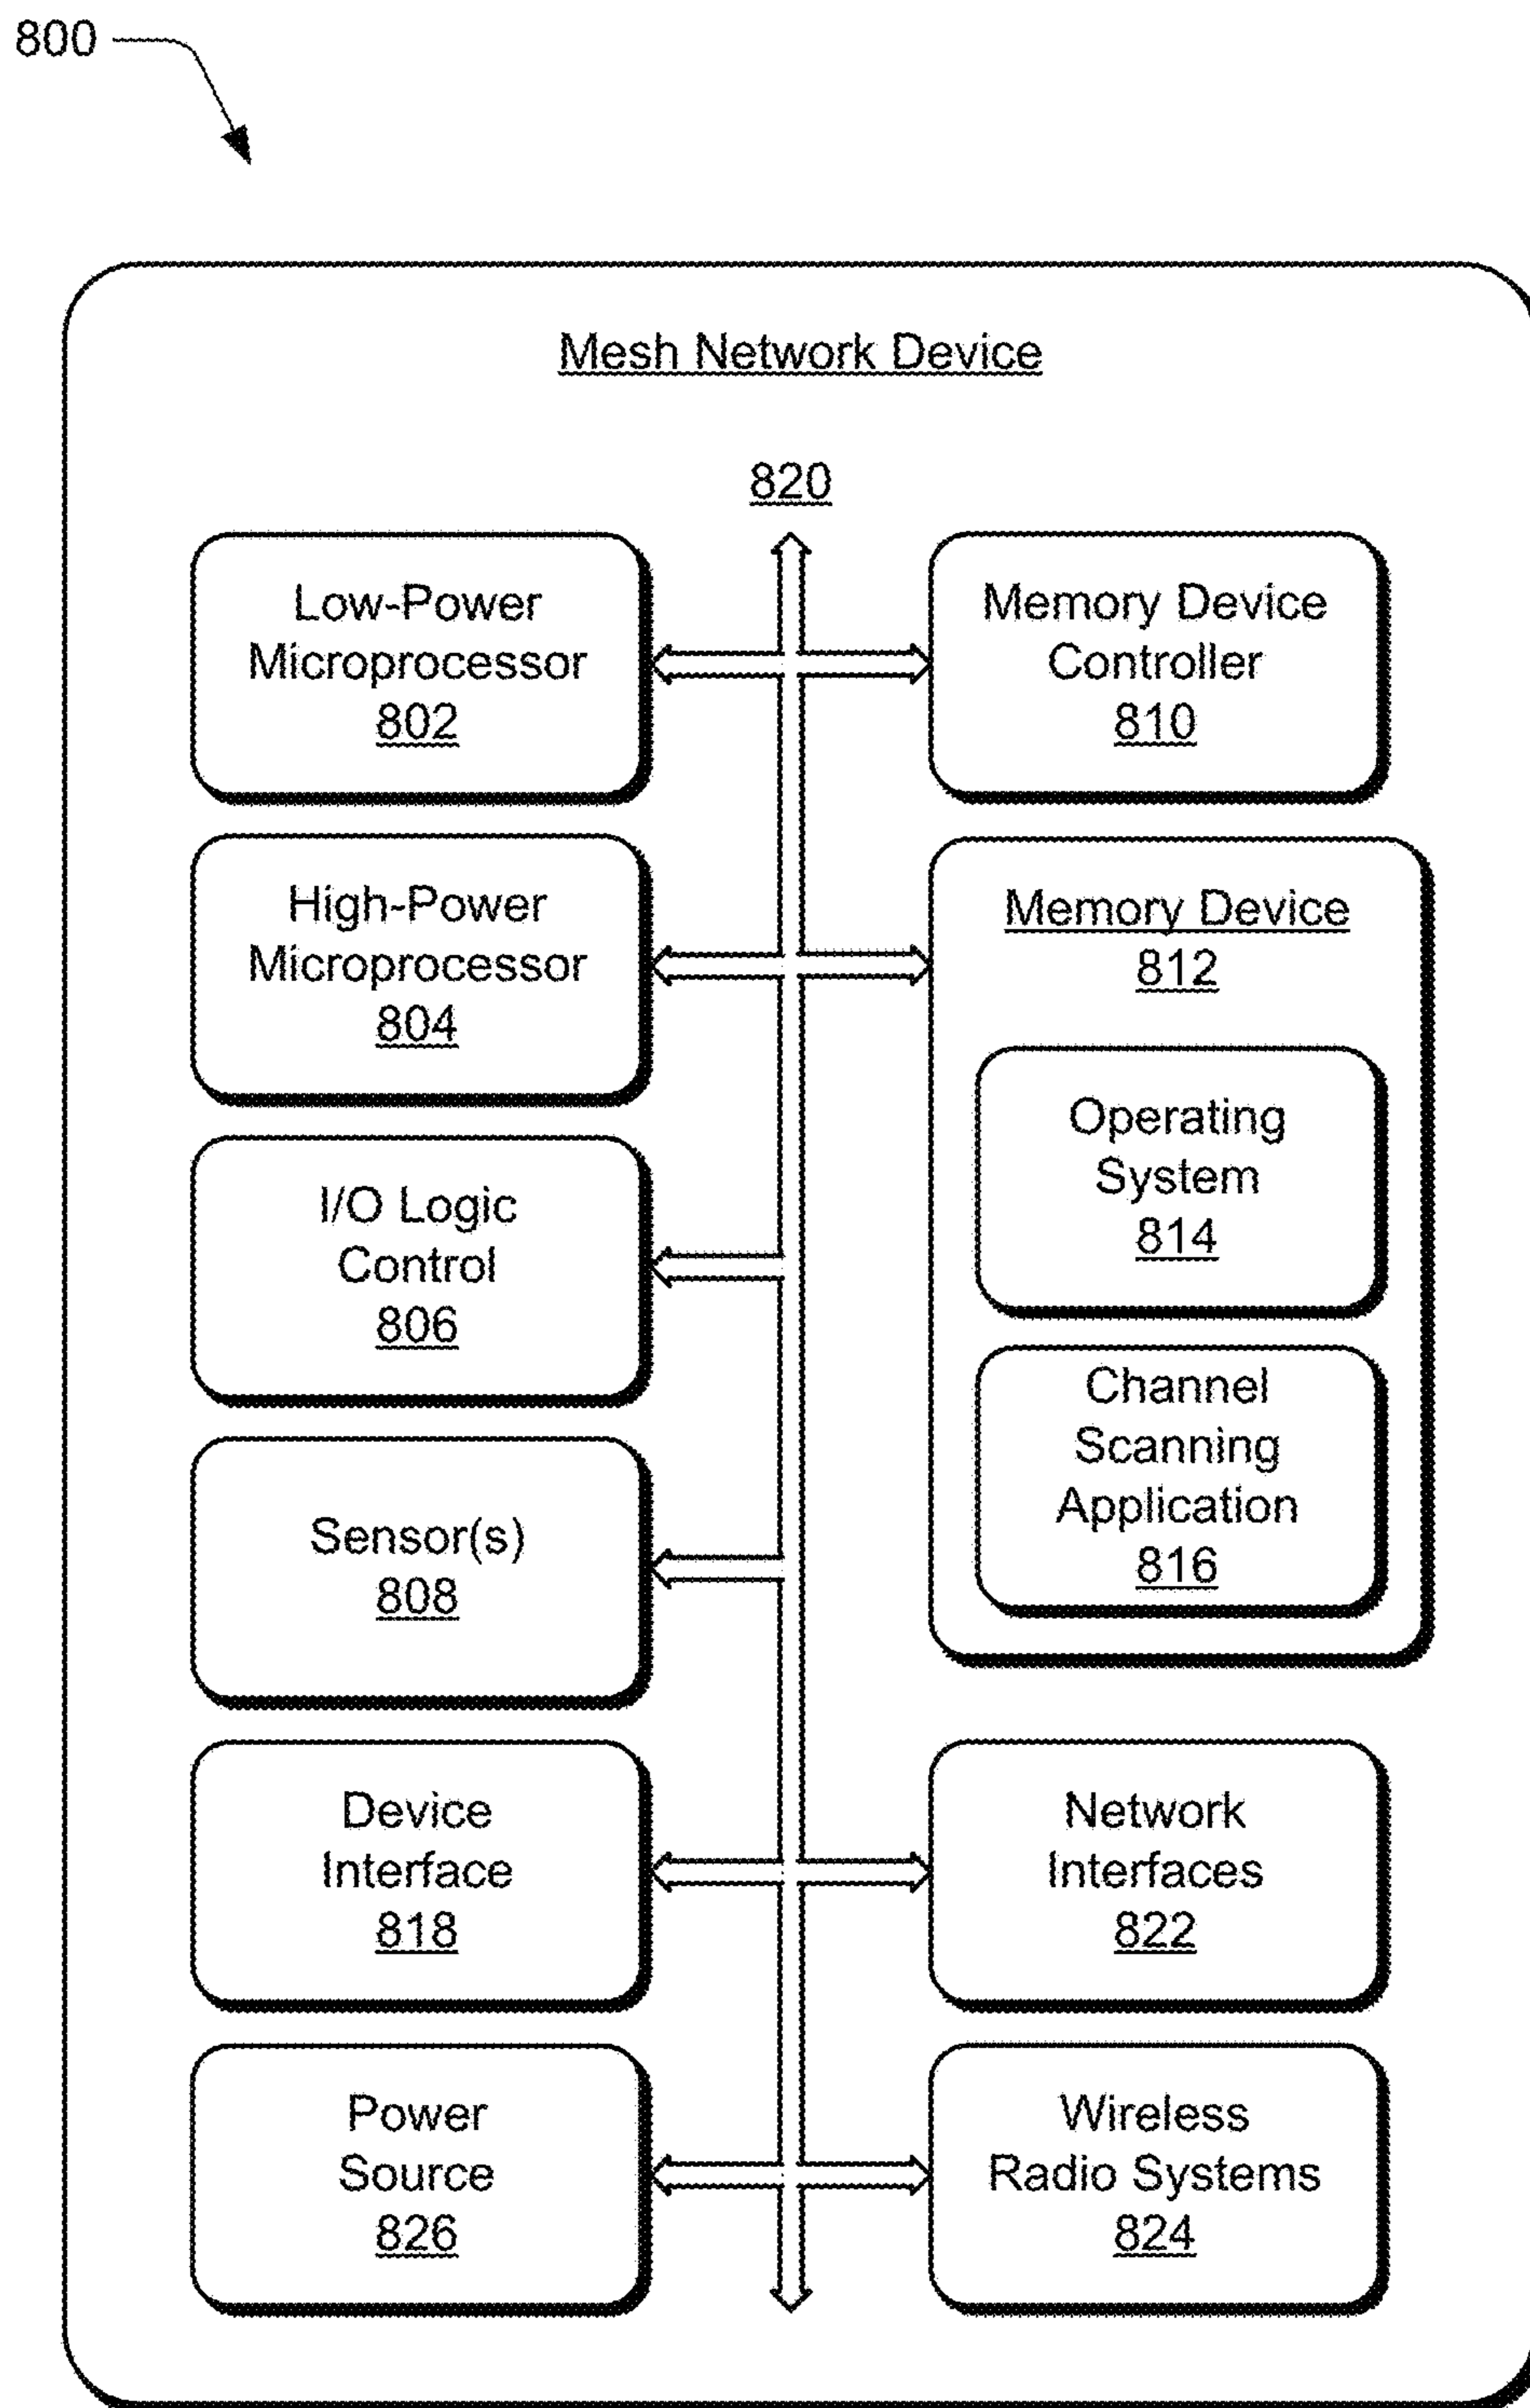 800
Mesh Network Device
820
Low-Power
Microprocessor
802
Memory Device
Controller
810
High-Power
Microprocessor
804
Memory Device
812
Operating
System
814
I/O Logic
Control
806
Channel
Scanning
Application
816
Sensor(s)
808
Device
Interface
818
Network
Interfaces
822
Power
Source
826
Wireless
Radio Systems
824